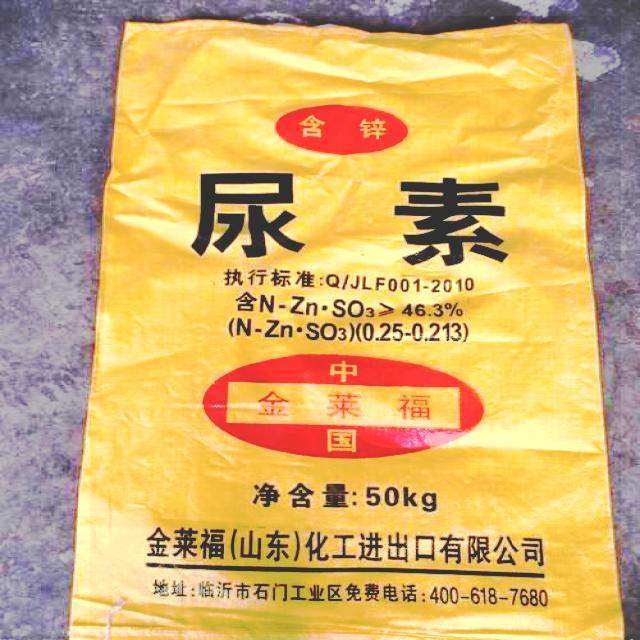 含锌
尿素
执行标准:Q/JLF001-2010
含N-Zn·SO₃≥46.3%
(N-Zn·SO₃)(0.25-0.213)
中
金莱福
国
净含量:50kg
金莱福(山东)化工进出口有限公司
地址:临沂市石门工业区免费电话:400-618-7680